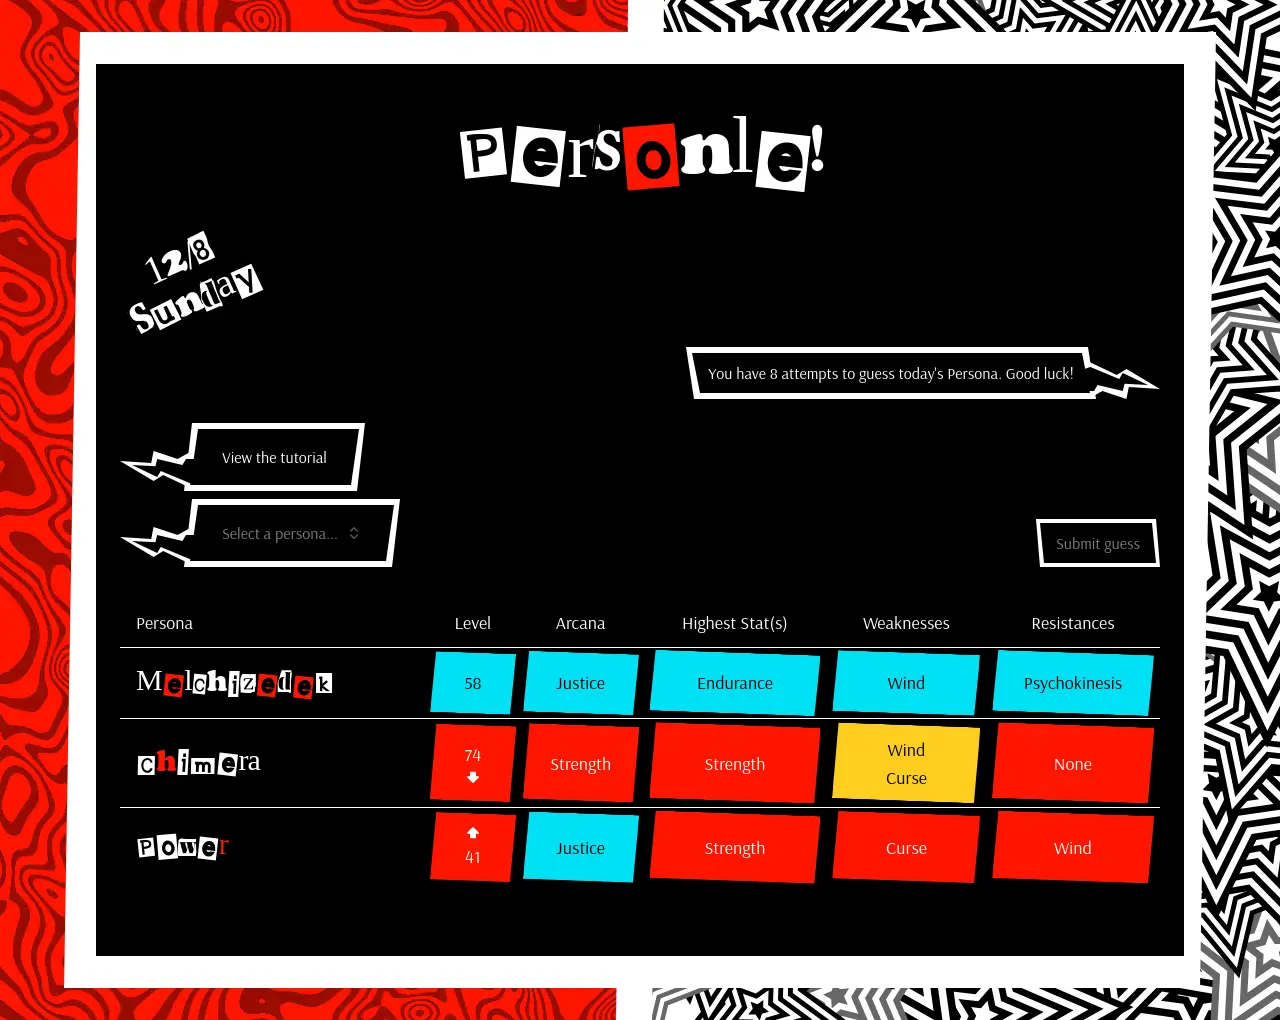 Personle!
12/8
Sunday
You have 8 attempts to guess today's Persona. Good luck!
View the tutorial
Select a persona...
Submit guess
Persona Level Arcana Highest Stat(s) Weaknesses Resistances
Melchizedek 58 Justice Endurance Wind Psychokinesis
Chimera 74 Strength Strength Wind None
Curse
Power 41 Justice Strength Curse Wind